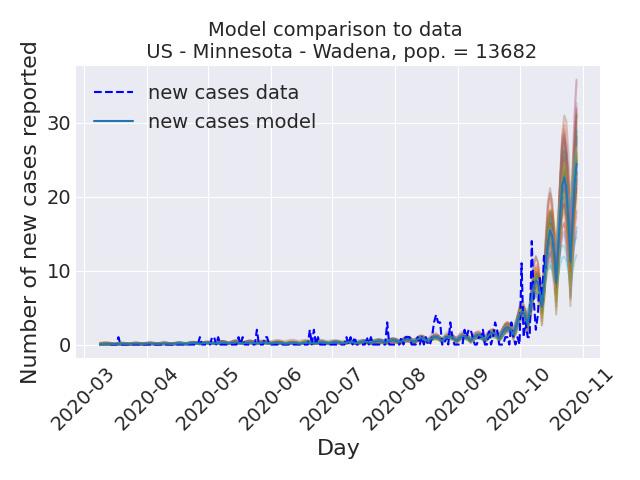 Model comparison to data
US - Minnesota - Wadena, pop. = 13682
Number of new cases reported
new cases data
new cases model
30
20
10
0
2020-03
2020-04
2020-05
2020-06
2020-07
2020-08
2020-09
2020-10
2020-11
Day